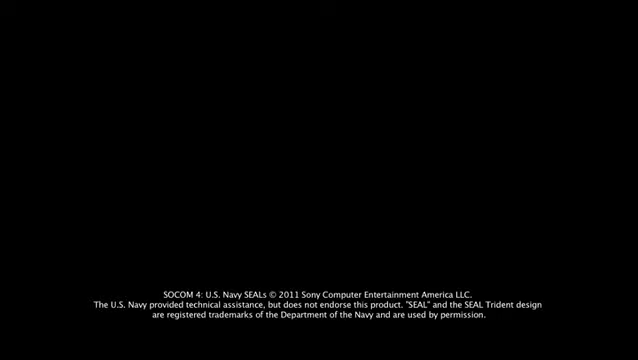 SOCOM 4: U.S. Navy SEALs © 2011 Sony Computer Entertainment America LLC.
The U.S. Navy provided technical assistance, but does not endorse this product. "SEAL" and the SEAL Trident design
are registered trademarks of the Department of the Navy and are used by permission.